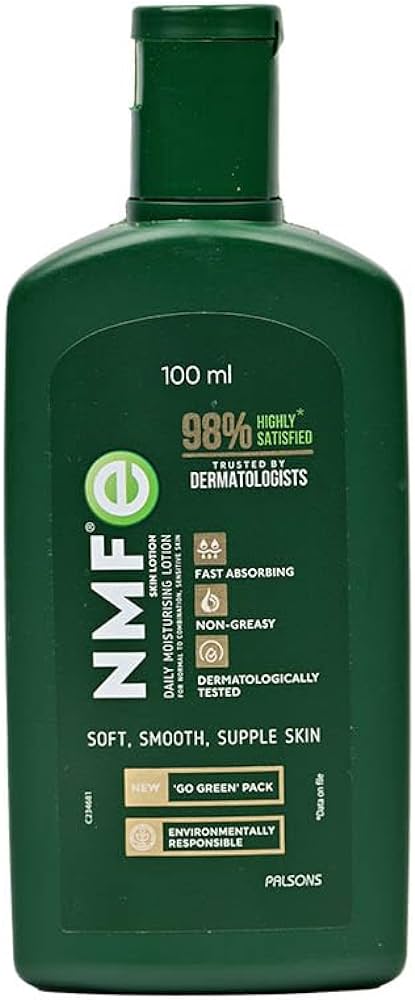 100 ml
98% HIGHLY*
SATISFIED
TRUSTED BY
DERMATOLOGISTS
NMFe®
SKIN LOTION
DAILY MOISTURISING LOTION
FOR NORMAL TO COMBINATION, SENSITIVE SKIN
FAST ABSORBING
NON-GREASY
DERMATOLOGICALLY
TESTED
SOFT, SMOOTH, SUPPLE SKIN
NEW 'GO GREEN' PACK
ENVIRONMENTALLY
RESPONSIBLE
C234681
*Data on file
PALSONS